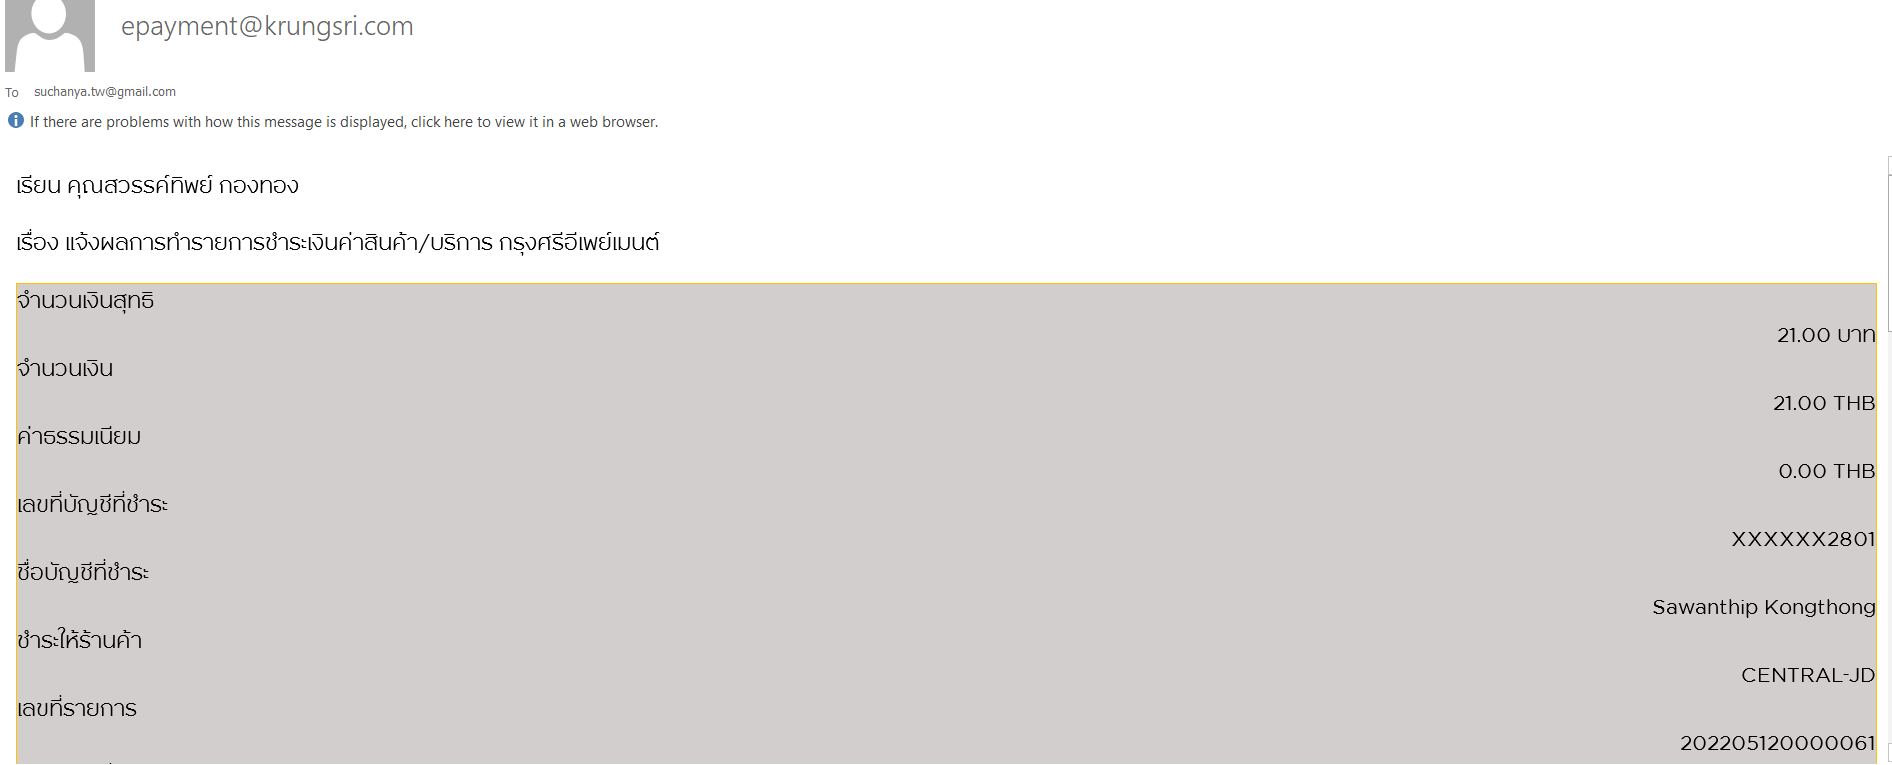 epayment@krungsri.com
To suchanya.tw@gmail.com
If there are problems with how this message is displayed, click here to view it in a web browser.
เรียน คุณสวรรค์ทิพย์ กองทอง
เรื่อง แจ้งผลการทำรายการชำระเงินค่าสินค้า/บริการ กรุงศรีอีเพย์เมนต์
จำนวนเงินสุทธิ
21.00 บาท
จำนวนเงิน
21.00 THB
ค่าธรรมเนียม
0.00 THB
เลขที่บัญชีที่ชำระ
XXXXXX2801
ชื่อบัญชีที่ชำระ
Sawanthip Kongthong
ชำระให้ร้านค้า
CENTRAL-JD
เลขที่รายการ
202205120000061